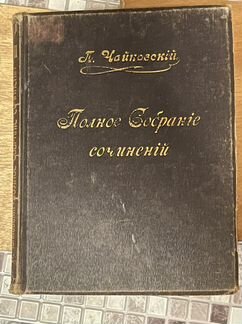 П. Чайковскій
Полное Собраніе
сочиненій